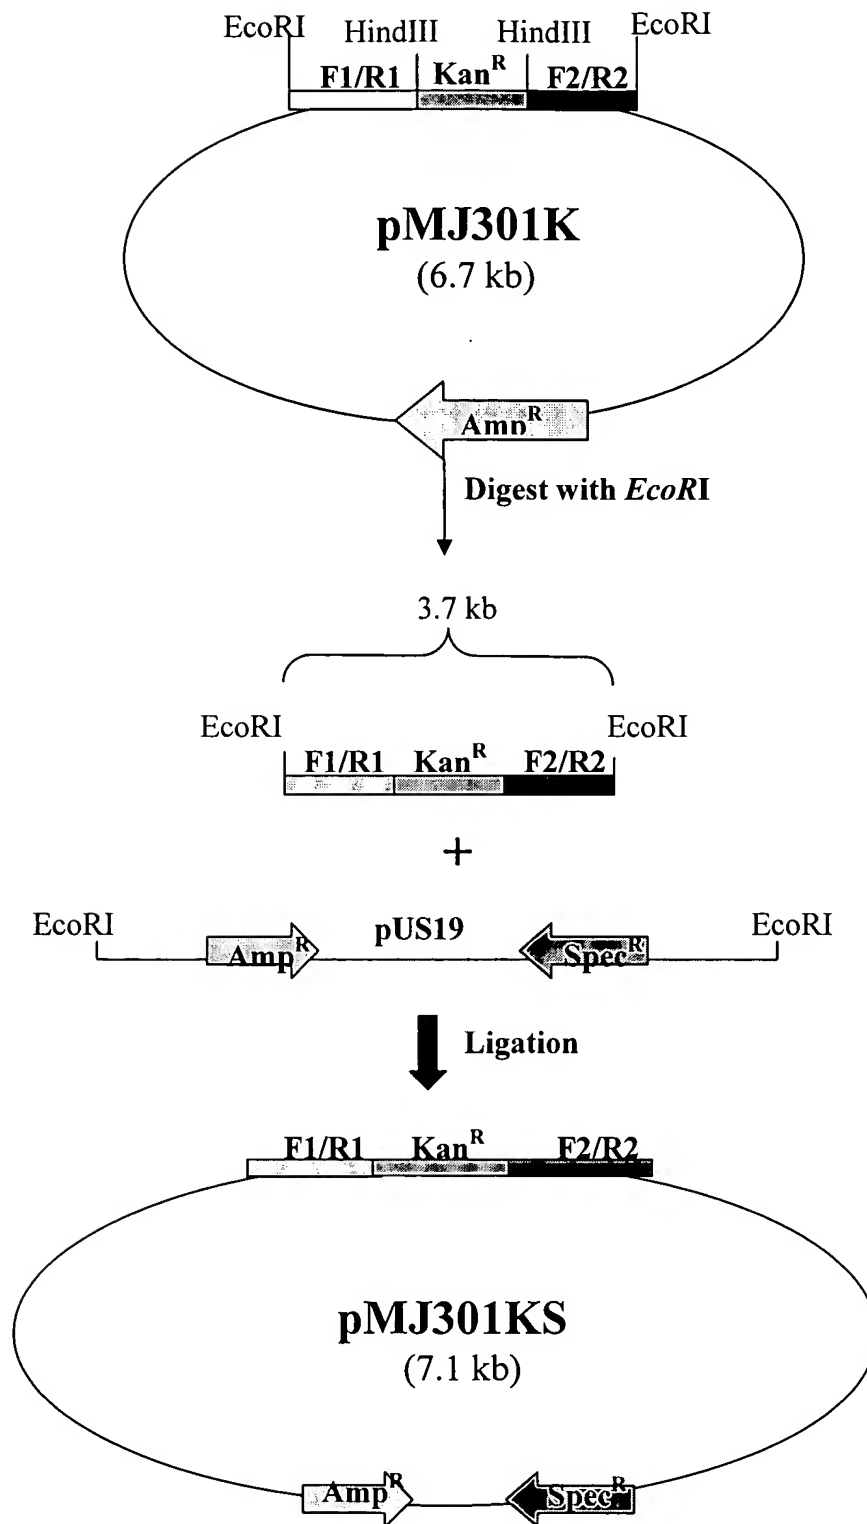 EcoRI HindIII HindIII EcoRI
F1/R1 Kan^R F2/R2
pMJ301K
(6.7 kb)
Amp^R
Digest with EcoRI
3.7 kb
EcoRI EcoRI
F1/R1 Kan^R F2/R2
+
EcoRI pUS19 EcoRI
Amp^R Spec^R
Ligation
F1/R1 Kan^R F2/R2
pMJ301KS
(7.1 kb)
Amp^R Spec^R